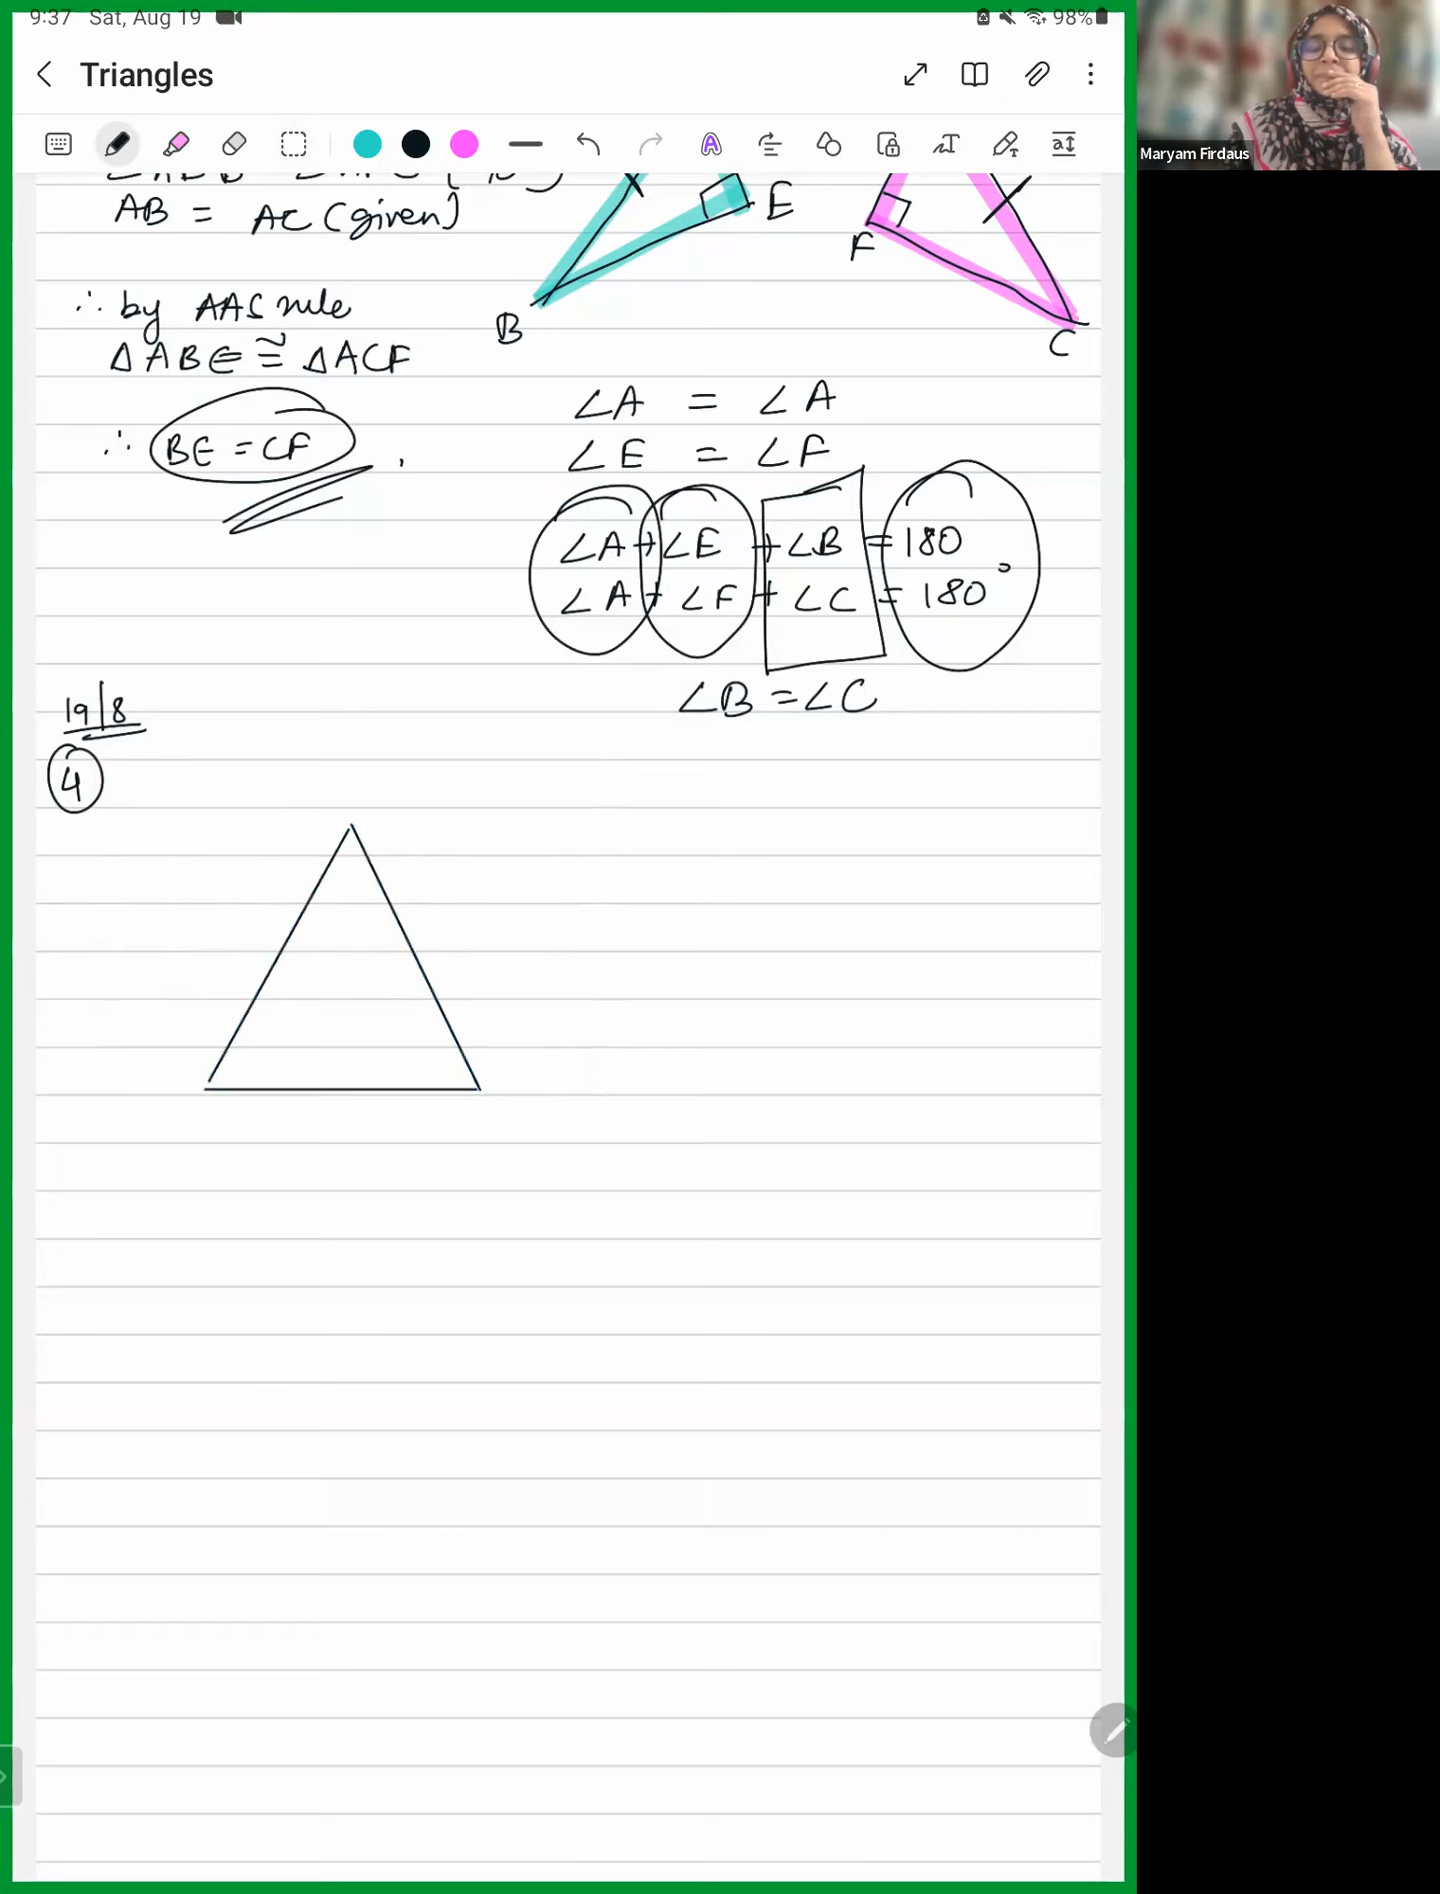 9:37 Sat, Aug 19
98%
Triangles
Maryam Firdaus
AB = AC (given)
E
F
B
C
∴ by AAS rule
Δ ABE ≅ ΔACF
∴ BE = CF .
∠A = ∠A
∠E = ∠F
∠A + ∠E + ∠B = 180
∠A + ∠F + ∠C = 180°
∠B = ∠C
19|8
4